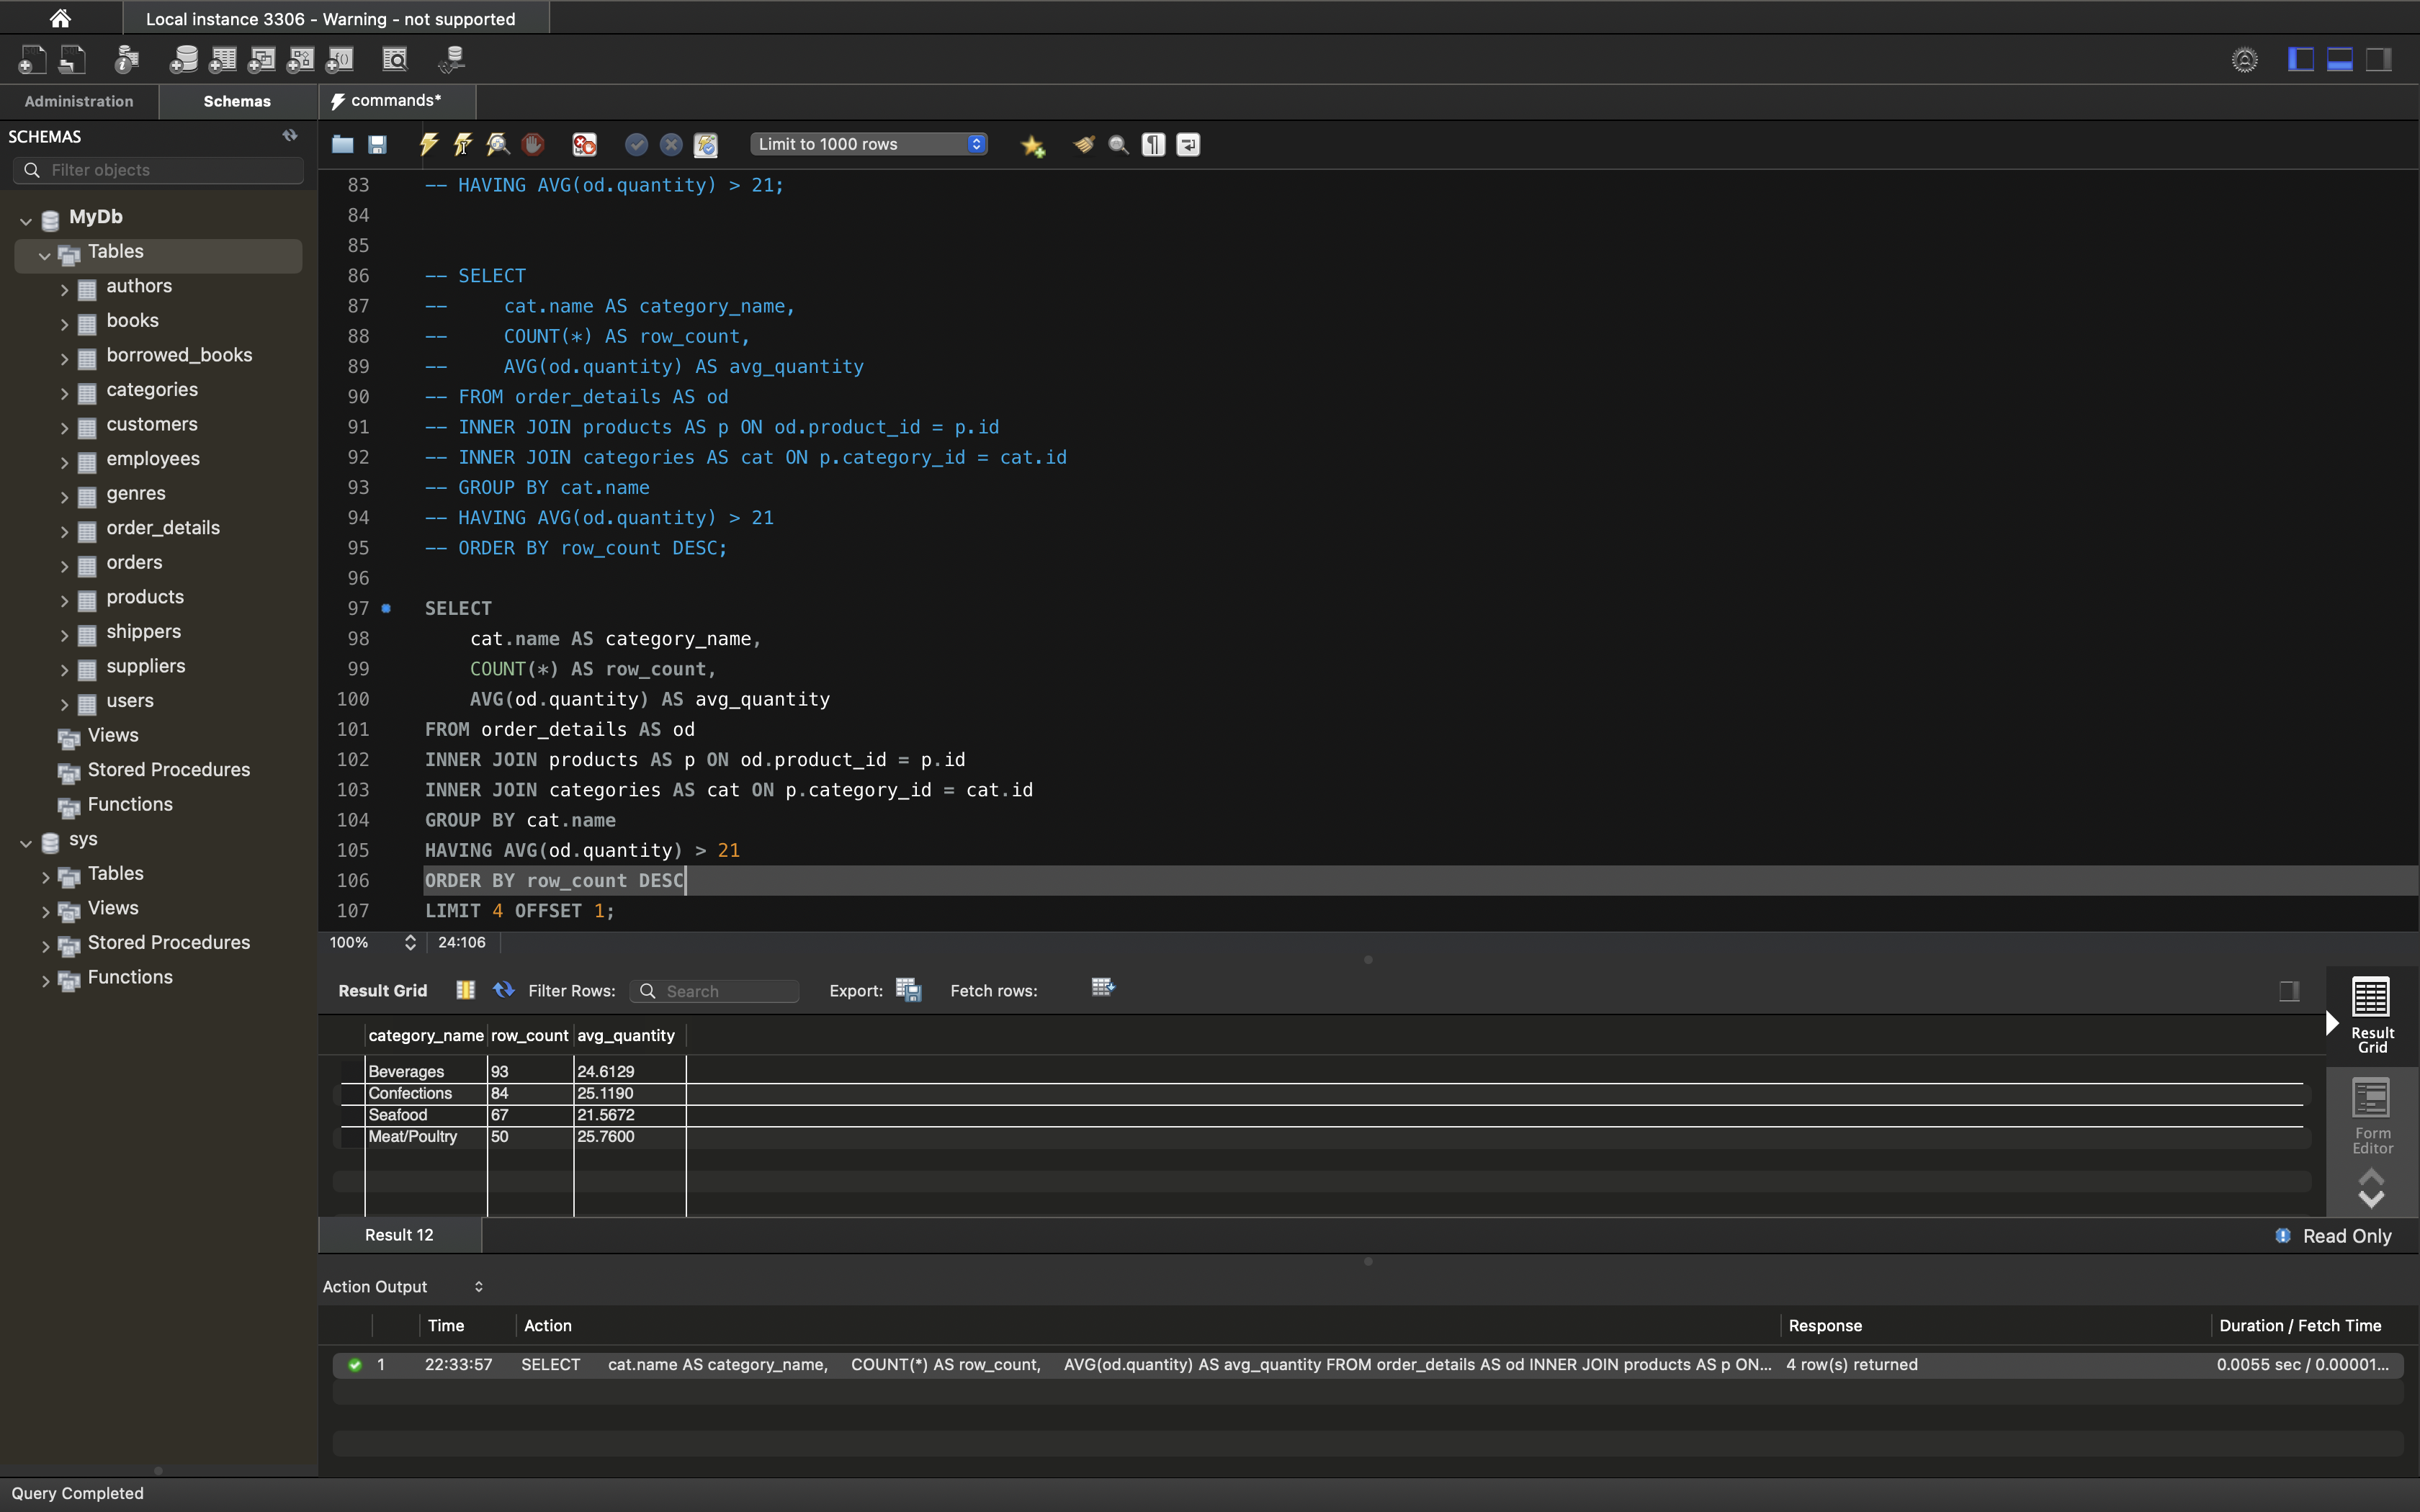 Local instance 3306 - Warning - not supported
Administration
Schemas
commands*
SCHEMAS
Filter objects
MyDb
Tables
authors
books
borrowed_books
categories
customers
employees
genres
order_details
orders
products
shippers
suppliers
users
Views
Stored Procedures
Functions
sys
Tables
Views
Stored Procedures
Functions
Limit to 1000 rows
83 -- HAVING AVG(od.quantity) > 21;
84
85
86 -- SELECT
87 --     cat.name AS category_name,
88 --     COUNT(*) AS row_count,
89 --     AVG(od.quantity) AS avg_quantity
90 -- FROM order_details AS od
91 -- INNER JOIN products AS p ON od.product_id = p.id
92 -- INNER JOIN categories AS cat ON p.category_id = cat.id
93 -- GROUP BY cat.name
94 -- HAVING AVG(od.quantity) > 21
95 -- ORDER BY row_count DESC;
96
97 SELECT
98     cat.name AS category_name,
99     COUNT(*) AS row_count,
100     AVG(od.quantity) AS avg_quantity
101 FROM order_details AS od
102 INNER JOIN products AS p ON od.product_id = p.id
103 INNER JOIN categories AS cat ON p.category_id = cat.id
104 GROUP BY cat.name
105 HAVING AVG(od.quantity) > 21
106 ORDER BY row_count DESC
107 LIMIT 4 OFFSET 1;
100% 24:106
Result Grid Filter Rows: Search Export: Fetch rows:
category_name row_count avg_quantity
Beverages 93 24.6129
Confections 84 25.1190
Seafood 67 21.5672
Meat/Poultry 50 25.7600
Result
Grid
Form
Editor
Result 12
Read Only
Action Output
Time Action Response Duration / Fetch Time
1 22:33:57 SELECT cat.name AS category_name, COUNT(*) AS row_count, AVG(od.quantity) AS avg_quantity FROM order_details AS od INNER JOIN products AS p ON... 4 row(s) returned 0.0055 sec / 0.00001...
Query Completed